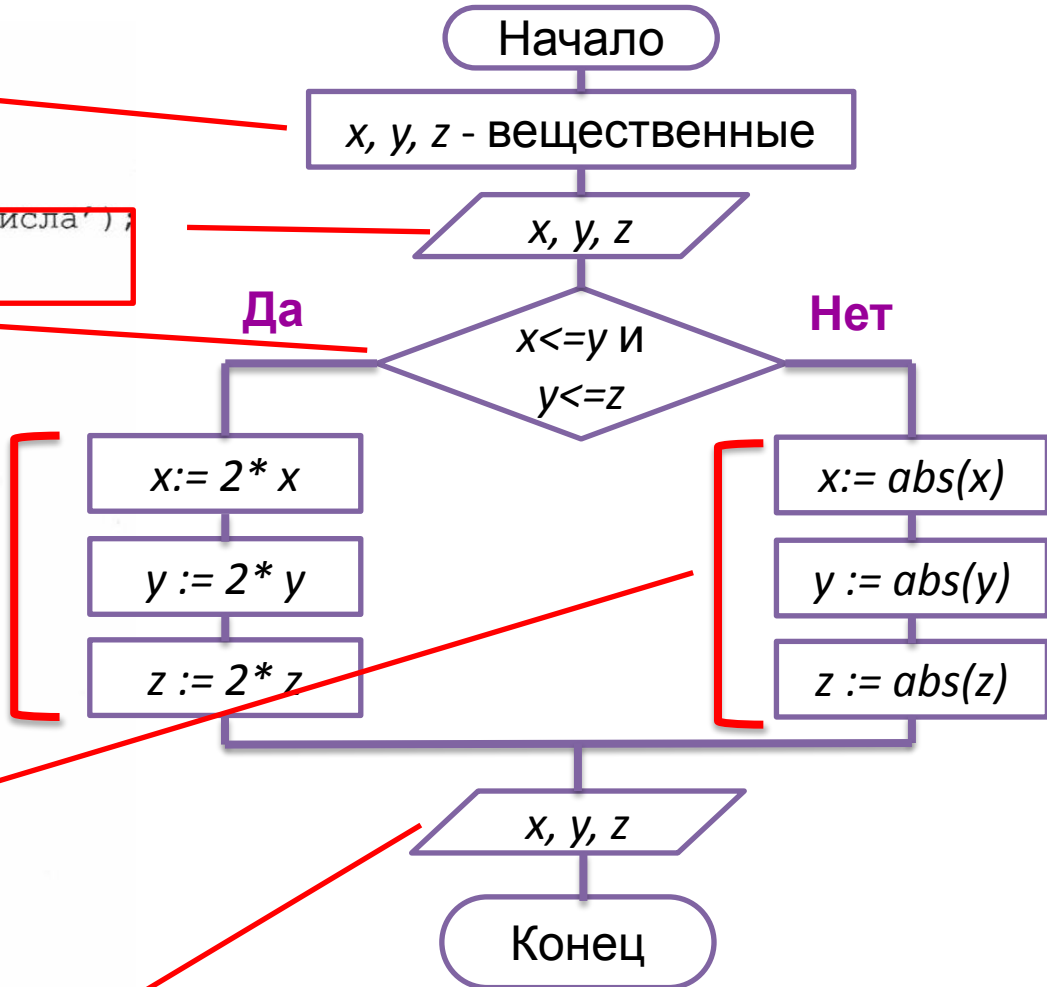 Начало
x, y, z - вещественные
исла');
x, y, z
Да
Нет
x<=y и
y<=z
x:= 2* x
y := 2* y
z := 2* z
x:= abs(x)
y := abs(y)
z := abs(z)
x, y, z
Конец